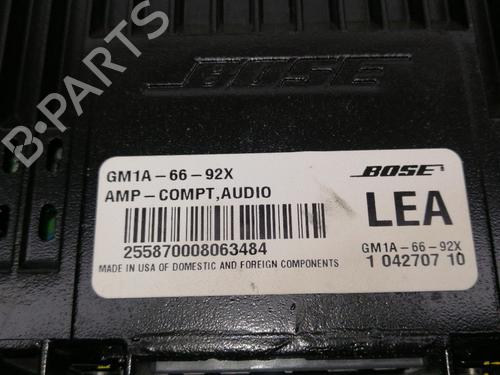 B-PARTS
BOSE
GM1A-66-92X
AMP-COMPT,AUDIO
255870008063484
MADE IN USA OF DOMESTIC AND FOREIGN COMPONENTS
BOSE
LEA
GM1A-66-92X
1 042707 10